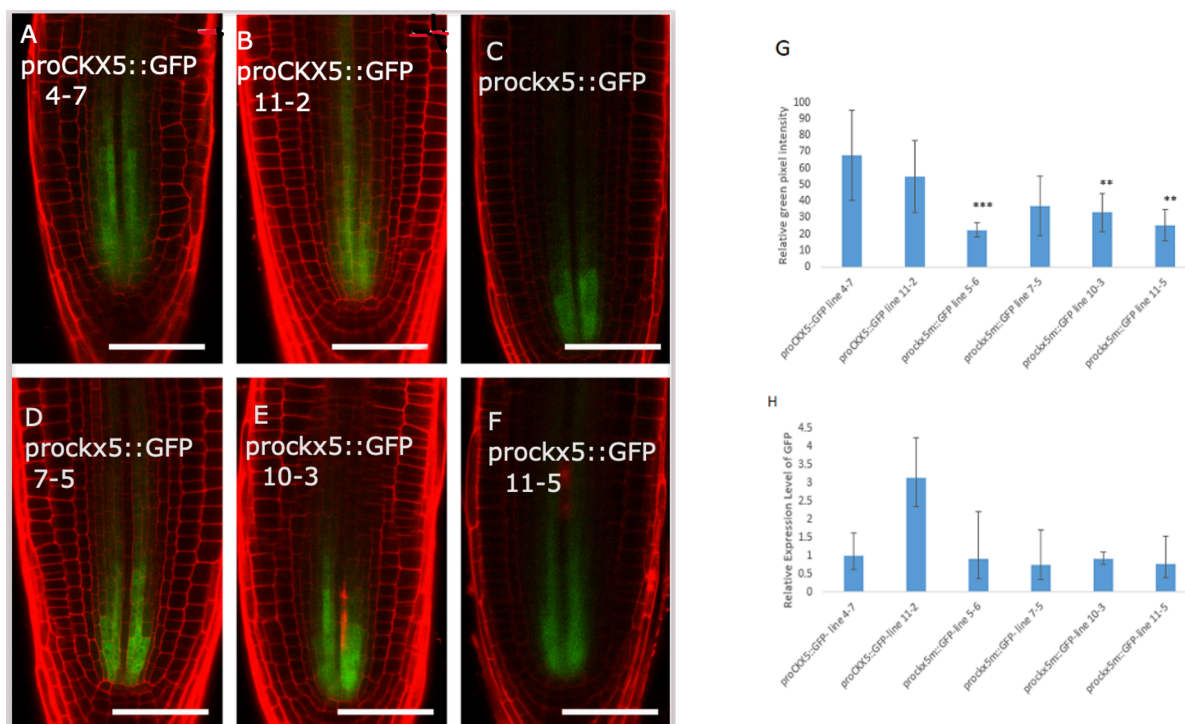 A
proCKX5::GFP
4-7
B
proCKX5::GFP
11-2
C
prockx5::GFP
D
prockx5::GFP
7-5
E
prockx5::GFP
10-3
F
prockx5::GFP
11-5
G
Relative green pixel intensity
100
90
80
70
60
50
40
30
20
10
0
***
**
**
proCKX5::GFP line 4-7
proCKX5::GFP line 11-2
prockx5m::GFP line 5-6
prockx5m::GFP line 7-5
prockx5m::GFP line 10-3
prockx5m::GFP line 11-5
H
Relative Expression Level of GFP
4.5
4
3.5
3
2.5
2
1.5
1
0.5
0
proCKX5::GFP- line 4-7
proCKX5::GFP-line 11-2
prockx5m::GFP-line 5-6
prockx5m::GFP- line 7-5
prockx5m::GFP-line 10-3
prockx5m::GFP-line 11-5